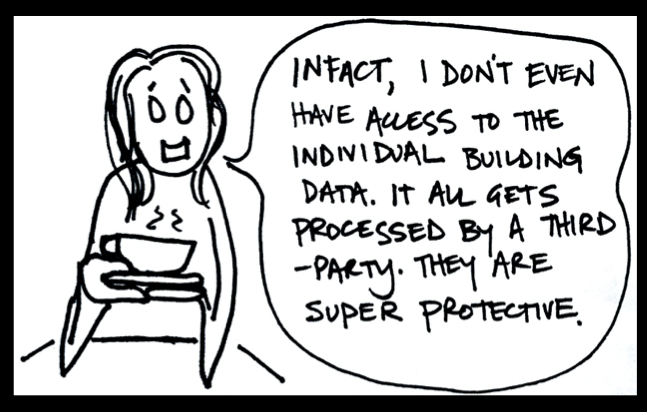 INFACT, I DON'T EVEN
HAVE ACCESS TO THE
INDIVIDUAL BUILDING
DATA. IT ALL GETS
PROCESSED BY A THIRD
-PARTY. THEY ARE
SUPER PROTECTIVE.